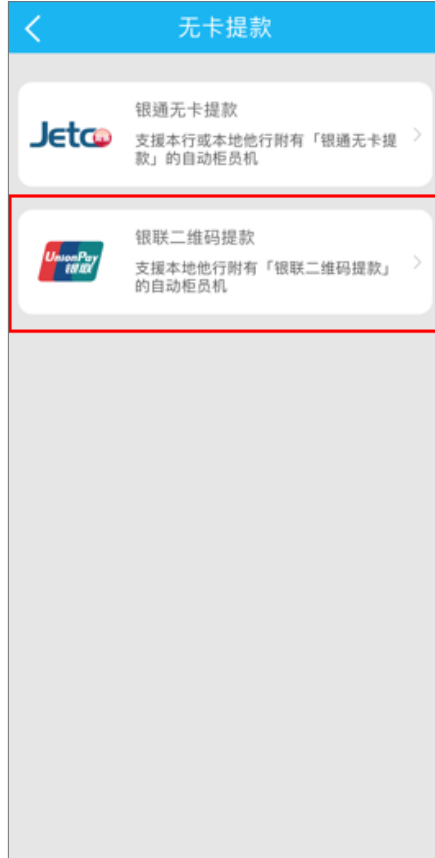 无卡提款
银通无卡提款
Jetco
支援本行或本地他行附有「银通无卡提
款」的自动柜员机
银联二维码提款
UnionPay
银联
支援本地他行附有「银联二维码提款」
的自动柜员机